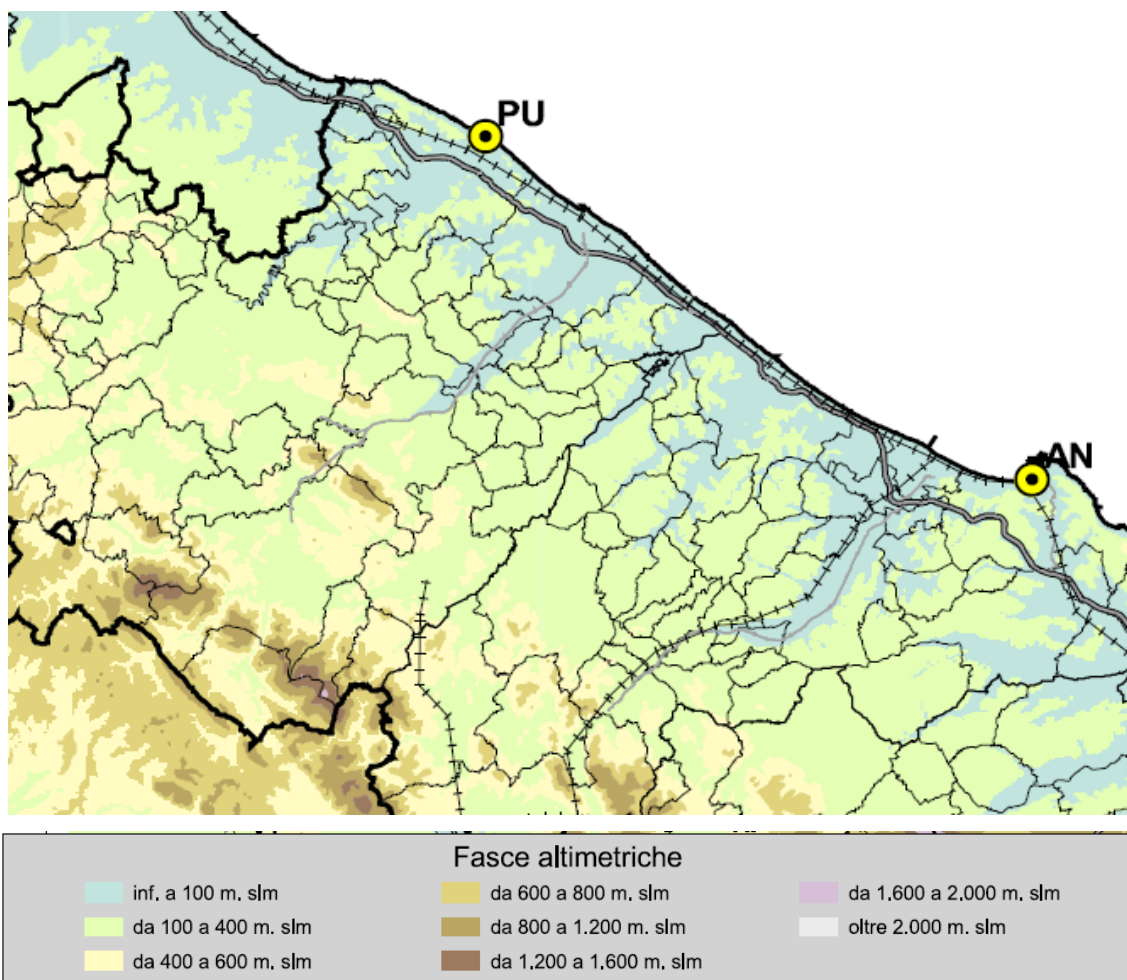 PU
AN
Fasce altimetriche
inf. a 100 m. slm
da 100 a 400 m. slm
da 400 a 600 m. slm
da 600 a 800 m. slm
da 800 a 1.200 m. slm
da 1.200 a 1.600 m. slm
da 1.600 a 2.000 m. slm
oltre 2.000 m. slm